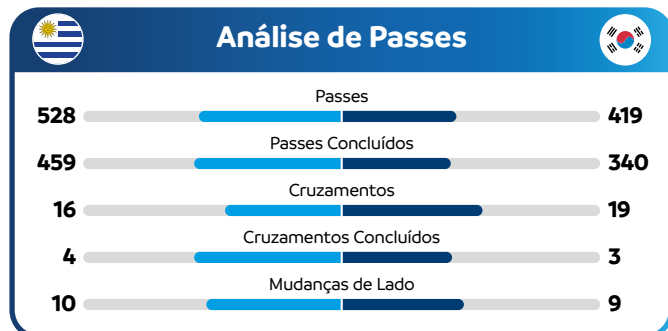 Análise de Passes
Passes
528 419
Passes Concluídos
459 340
Cruzamentos
16 19
Cruzamentos Concluídos
4 3
Mudanças de Lado
10 9